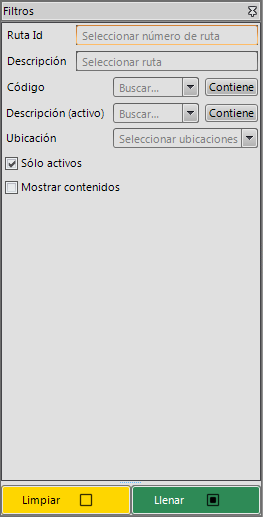 Filtros
Ruta Id Seleccionar número de ruta
Descripción Seleccionar ruta
Código Buscar... Contiene
Descripción (activo) Buscar... Contiene
Ubicación Seleccionar ubicaciones
Sólo activos
Mostrar contenidos
Limpiar Llenar